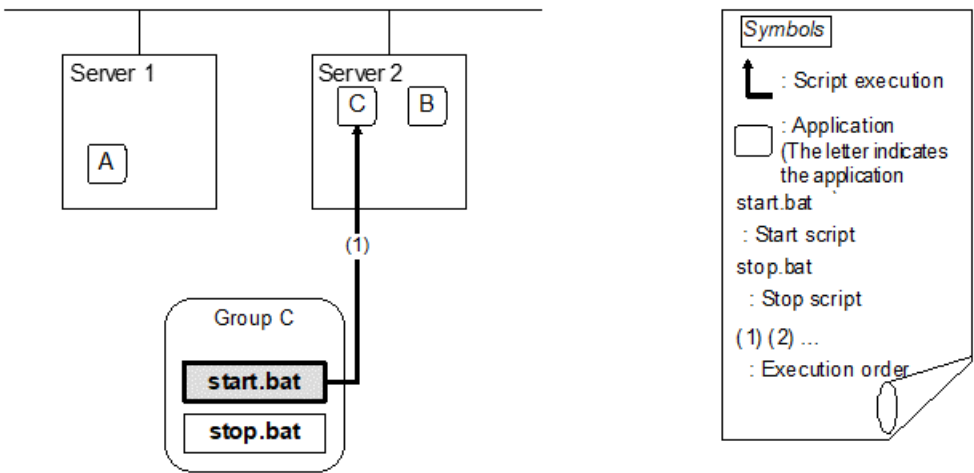 Server 1
A
Server 2
C
B
(1)
Group C
start.bat
stop.bat
Symbols
: Script execution
: Application
(The letter indicates
the application
start.bat
: Start script
stop.bat
: Stop script
(1) (2) ...
: Execution order